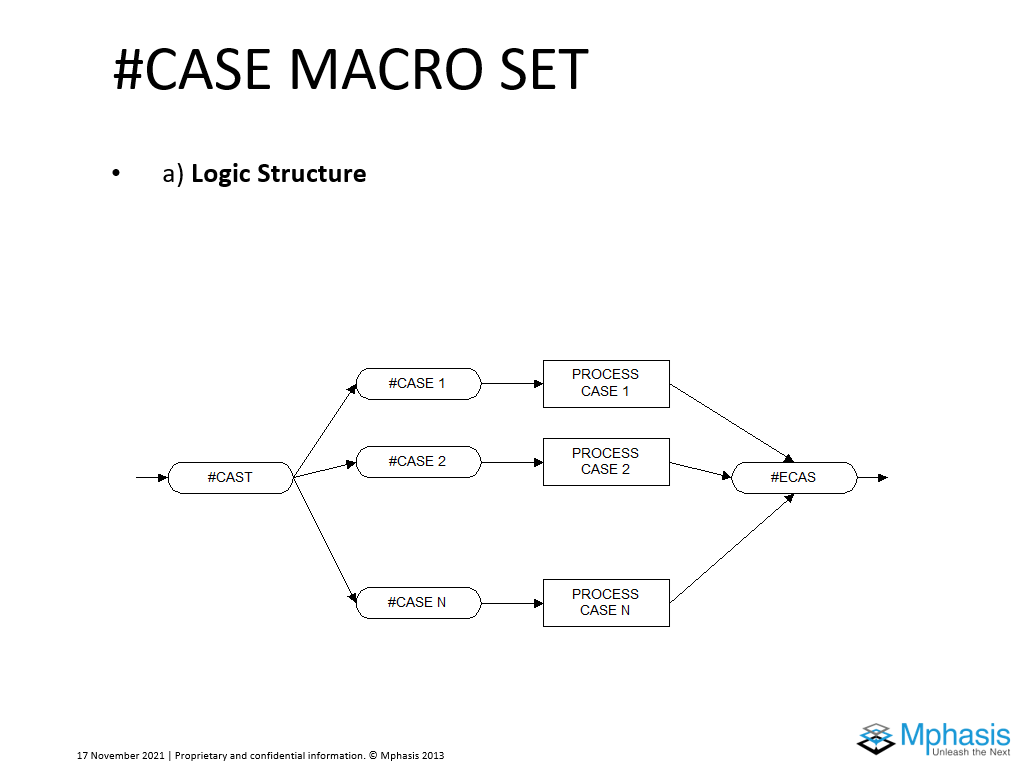 #CASE MACRO SET
• a) Logic Structure
#CASE 1
PROCESS
CASE 1
#CASE 2
PROCESS
CASE 2
#CAST
#ECAS
#CASE N
PROCESS
CASE N
17 November 2021 | Proprietary and confidential information. © Mphasis 2013
Mphasis
Unleash the Next